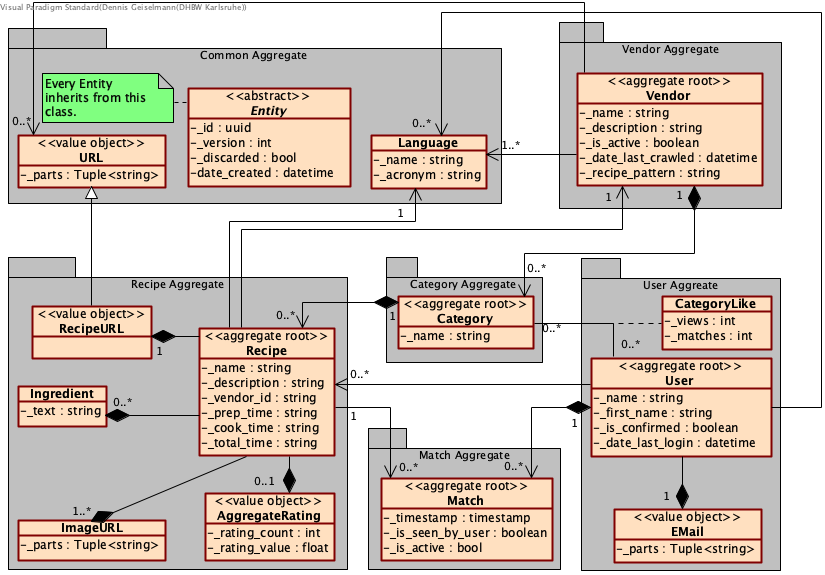 Visual Paradigm Standard(Dennis Geiselmann(DHBW Karlsruhe))
Common Aggregate
Every Entity
inherits from this
class.
<<abstract>>
Entity
-_id : uuid
-_version : int
-_discarded : bool
-date_created : datetime
0..*
<<value object>>
URL
-_parts : Tuple<string>
0..*
Language
-_name : string
-_acronym : string
1..*
1
Vendor Aggregate
<<aggregate root>>
Vendor
-_name : string
-_description : string
-_is_active : boolean
-_date_last_crawled : datetime
-_recipe_pattern : string
1
1
Recipe Aggregate
<<value object>>
RecipeURL
1
0..*
<<aggregate root>>
Recipe
-_name : string
-_description : string
-_vendor_id : string
-_prep_time : string
-_cook_time : string
-_total_time : string
Ingredient
-_text : string
0..*
1..*
ImageURL
-_parts : Tuple<string>
0..1
<<value object>>
AggregateRating
-_rating_count : int
-_rating_value : float
Category Aggregate
0..*
1
<<aggregate root>>
Category
-_name : string
0..*
User Aggreate
CategoryLike
-_views : int
-_matches : int
0..*
<<aggregate root>>
User
-_name : string
-_first_name : string
-_is_confirmed : boolean
-_date_last_login : datetime
0..*
1
1
Match Aggregate
0..*
0..*
<<aggregate root>>
Match
-_timestamp : timestamp
-_is_seen_by_user : boolean
-_is_active : bool
1
<<value object>>
EMail
-_parts : Tuple<string>